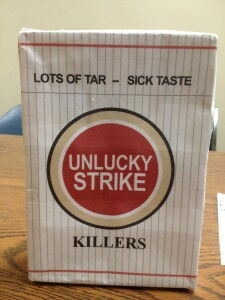 LOTS OF TAR – SICK TASTE
UNLUCKY
STRIKE
KILLERS